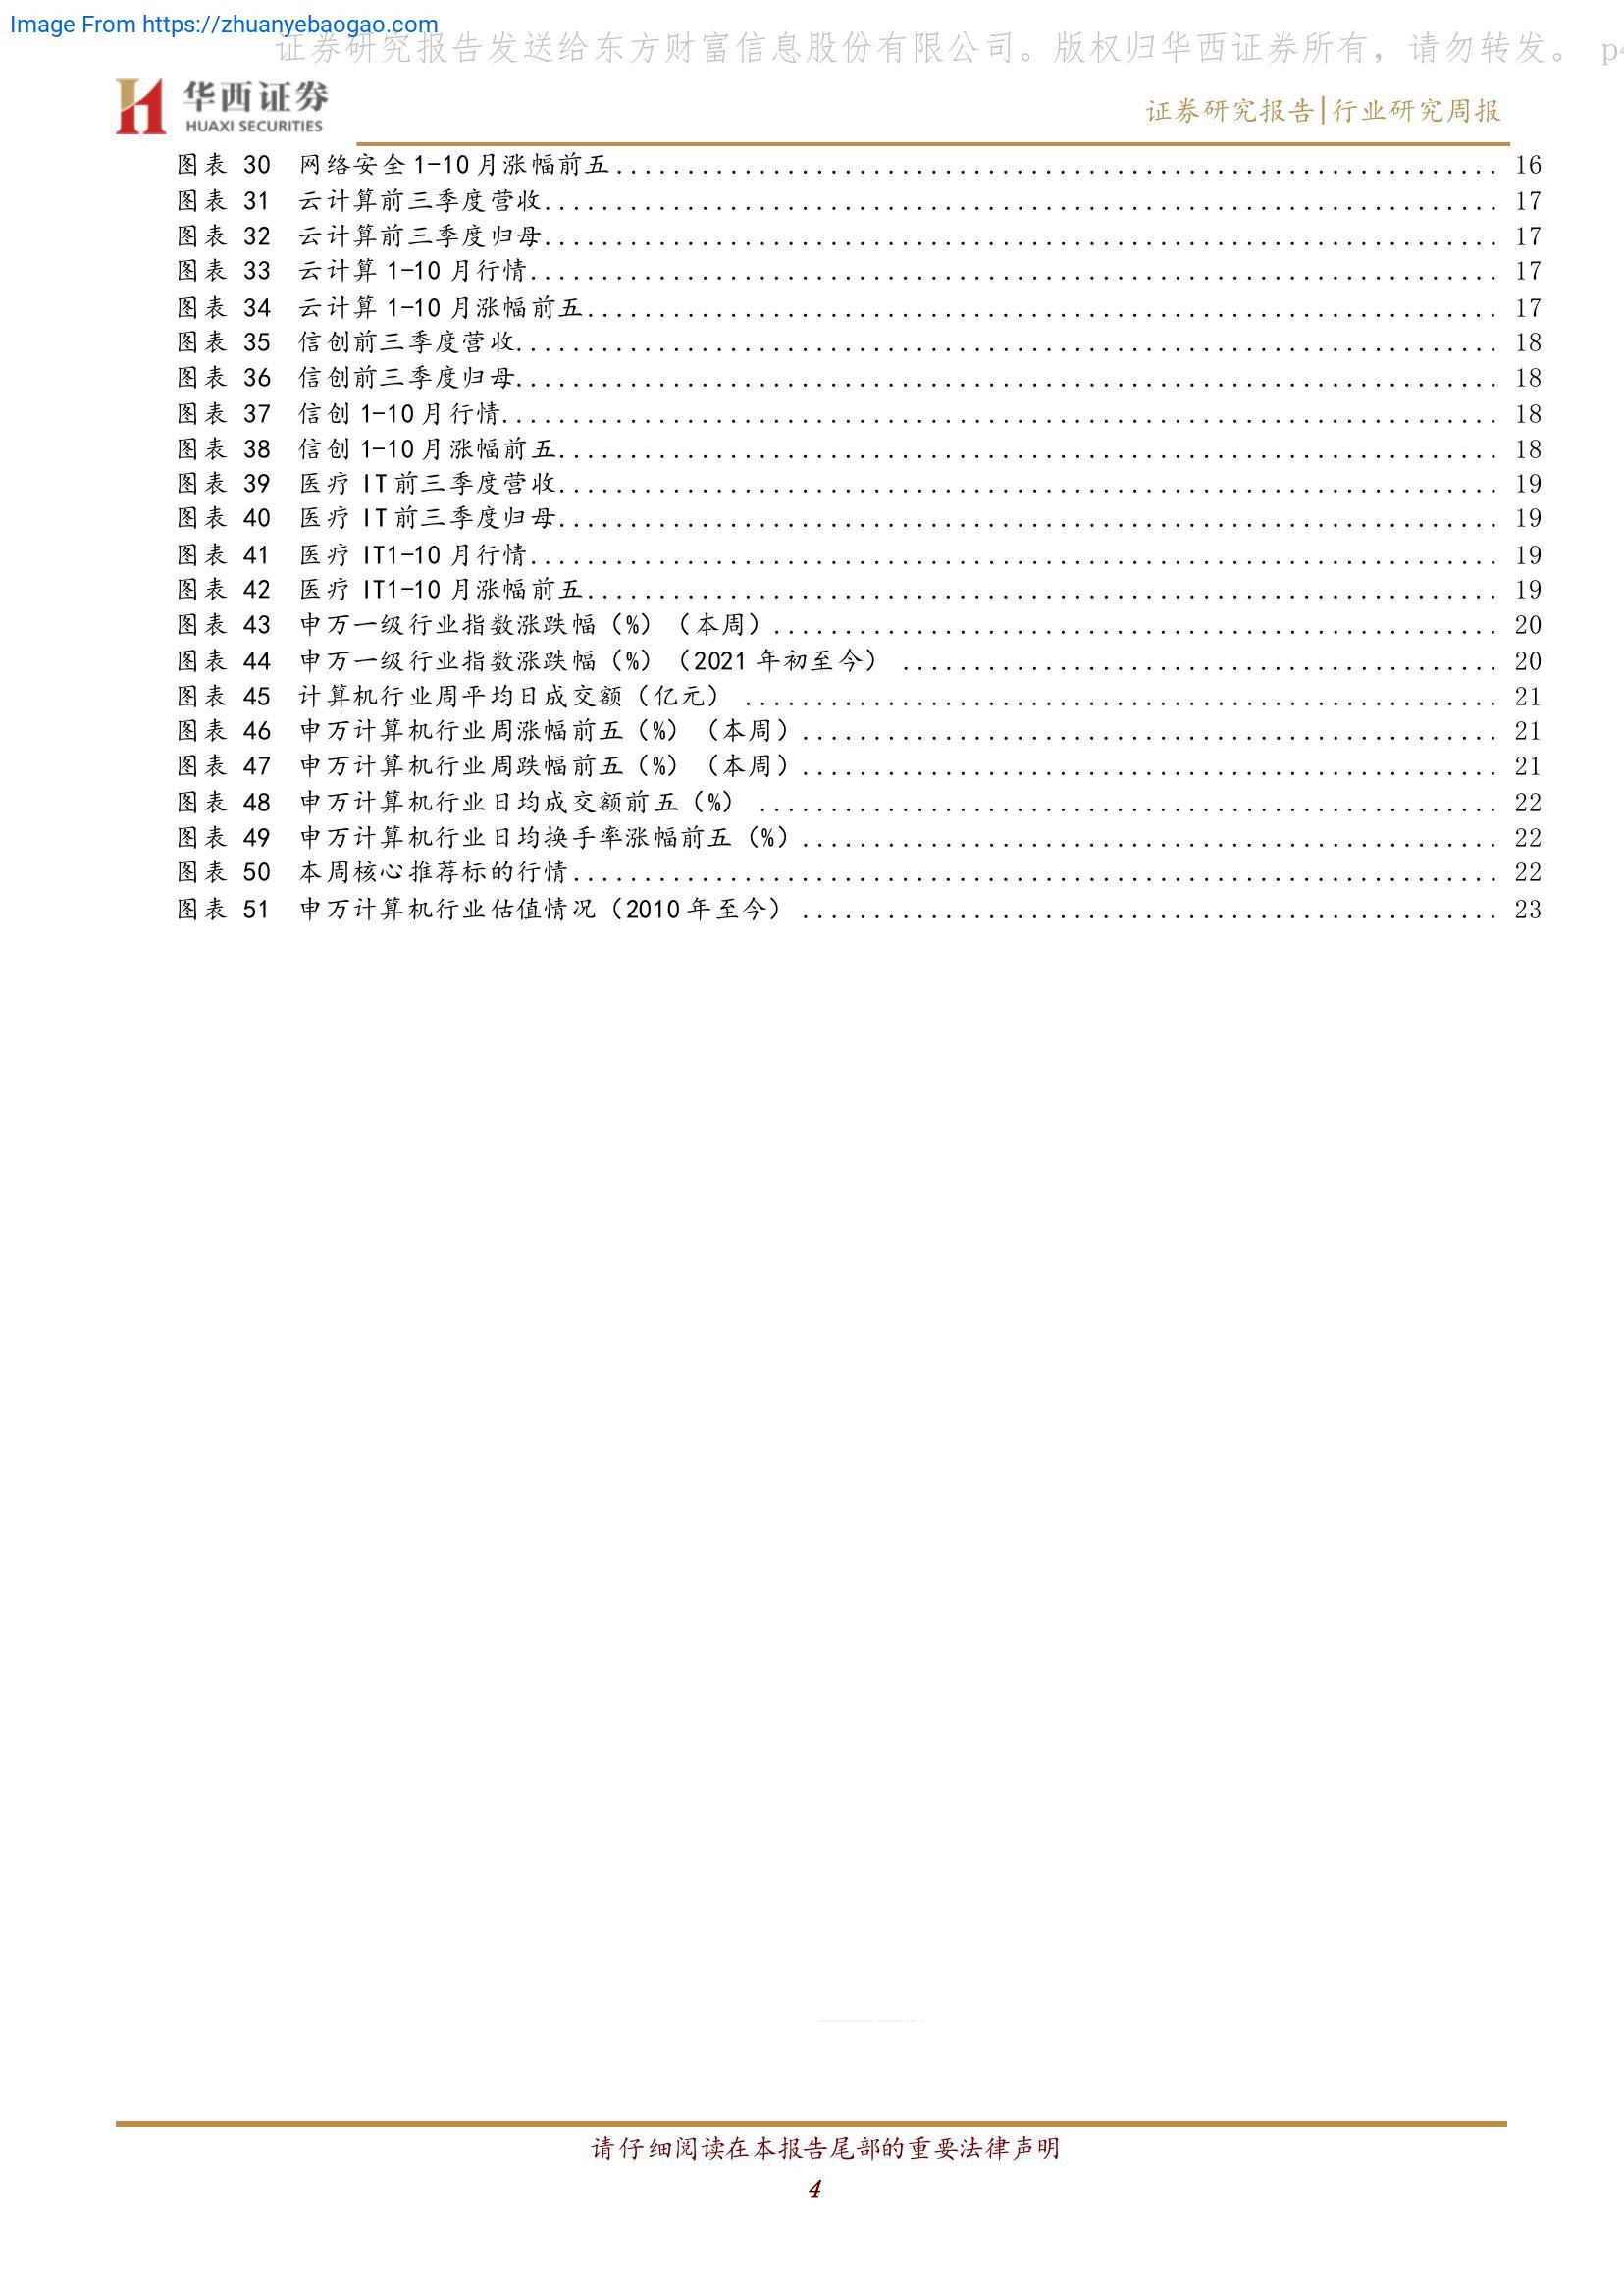 Image From https://zhuanyebaogao.com
证券研究报告发送给东方财富信息股份有限公司。版权归华西证券所有，请勿转发。 p4
华西证券
HUAXI SECURITIES
证券研究报告|行业研究周报
图表 30 网络安全 1-10 月涨幅前五.............................................................. 16
图表 31 云计算前三季度营收................................................................... 17
图表 32 云计算前三季度归母................................................................... 17
图表 33 云计算 1-10 月行情.................................................................... 17
图表 34 云计算 1-10 月涨幅前五................................................................ 17
图表 35 信创前三季度营收..................................................................... 18
图表 36 信创前三季度归母..................................................................... 18
图表 37 信创 1-10 月行情...................................................................... 18
图表 38 信创 1-10 月涨幅前五.................................................................. 18
图表 39 医疗 IT 前三季度营收.................................................................. 19
图表 40 医疗 IT 前三季度归母.................................................................. 19
图表 41 医疗 IT1-10 月行情.................................................................... 19
图表 42 医疗 IT1-10 月涨幅前五................................................................ 19
图表 43 申万一级行业指数涨跌幅（%）（本周）................................................... 20
图表 44 申万一级行业指数涨跌幅（%）（2021 年初至今） .......................................... 20
图表 45 计算机行业周平均日成交额（亿元） ..................................................... 21
图表 46 申万计算机行业周涨幅前五（%）（本周）................................................. 21
图表 47 申万计算机行业周跌幅前五（%）（本周）................................................. 21
图表 48 申万计算机行业日均成交额前五（%） .................................................... 22
图表 49 申万计算机行业日均换手率涨幅前五（%）................................................. 22
图表 50 本周核心推荐标的行情................................................................. 22
图表 51 申万计算机行业估值情况（2010 年至今） ................................................. 23
请仔细阅读在本报告尾部的重要法律声明
4